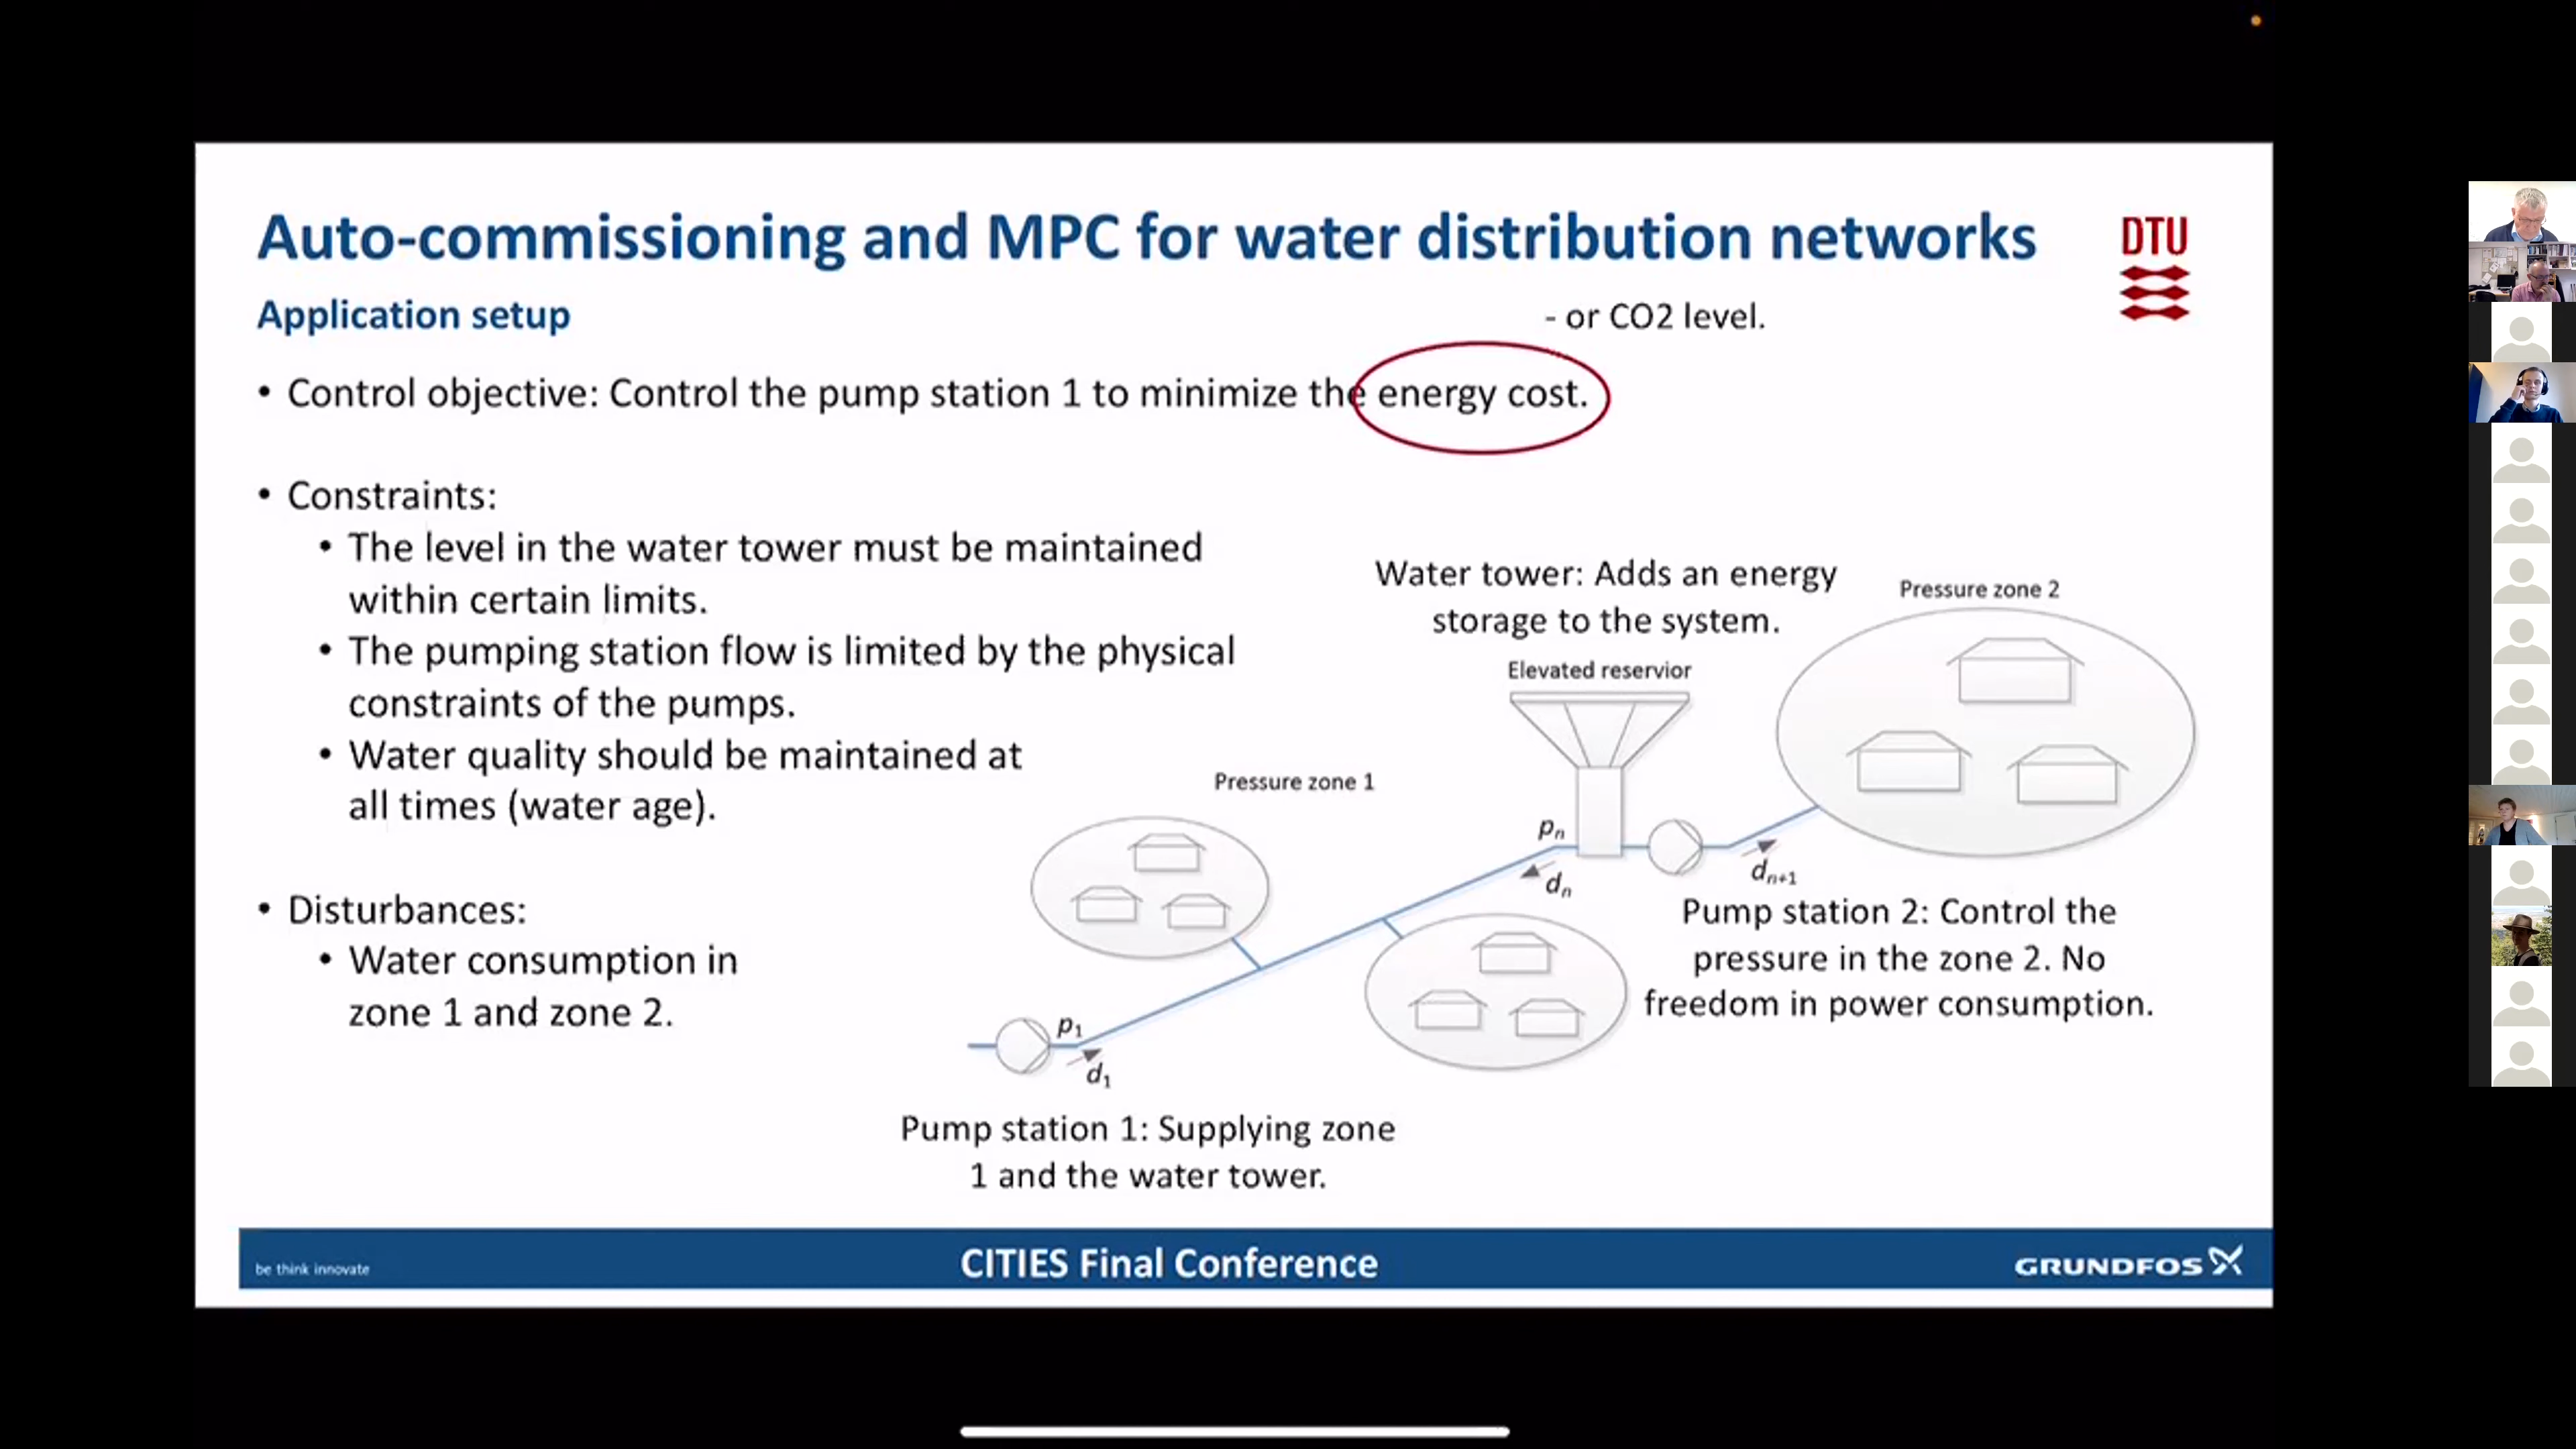 Auto-commissioning and MPC for water distribution networks
DTU
Application setup
- or CO2 level.
• Control objective: Control the pump station 1 to minimize the energy cost.
• Constraints:
• The level in the water tower must be maintained
within certain limits.
• The pumping station flow is limited by the physical
constraints of the pumps.
• Water quality should be maintained at
all times (water age).
• Disturbances:
• Water consumption in
zone 1 and zone 2.
Water tower: Adds an energy
storage to the system.
Elevated reservior
Pressure zone 2
Pressure zone 1
pn
dn
dn+1
Pump station 2: Control the
pressure in the zone 2. No
freedom in power consumption.
p1
d1
Pump station 1: Supplying zone
1 and the water tower.
be think innovate
CITIES Final Conference
GRUNDFOS